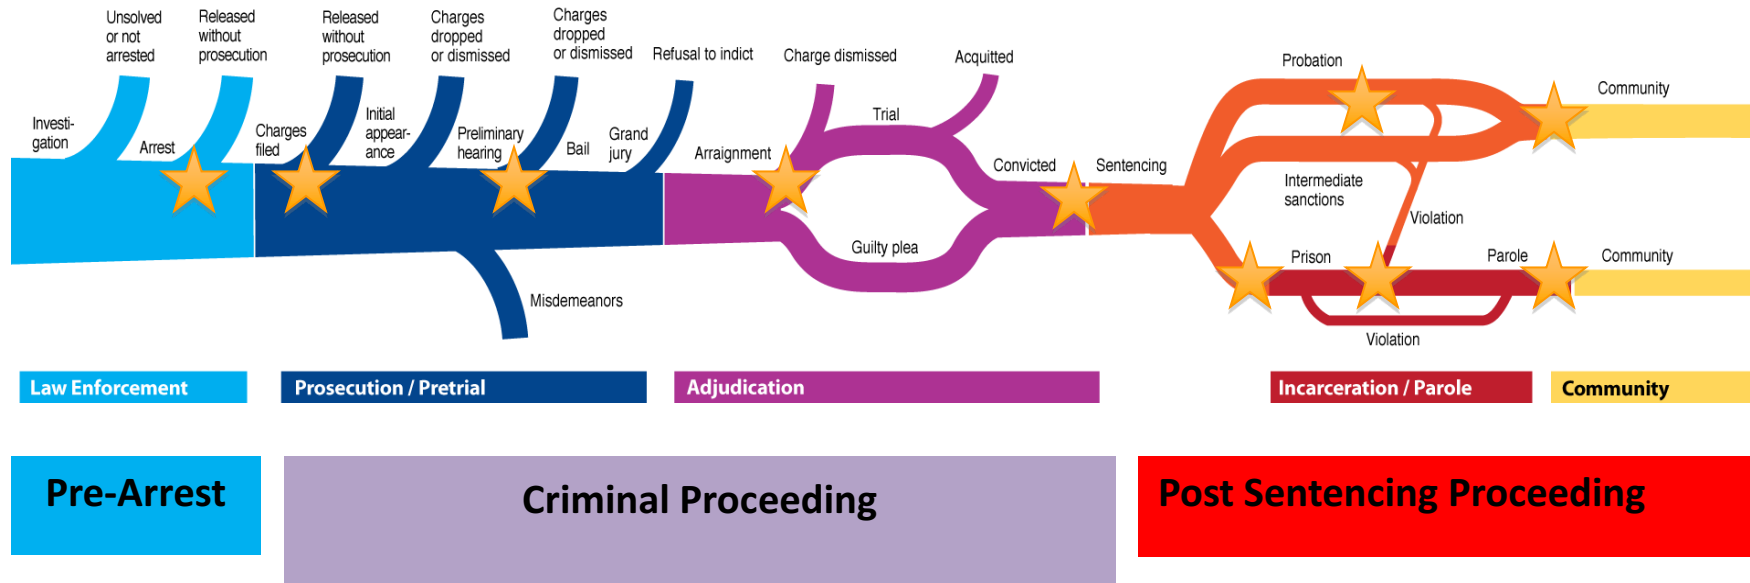 Unsolved
or not
arrested
Released
without
prosecution
Released
without
prosecution
Charges
dropped
or dismissed
Charges
dropped
or dismissed
Refusal to indict
Charge dismissed
Acquitted
Probation
Community
Investi-
gation
Arrest
Charges
filed
Initial
appear-
ance
Preliminary
hearing
Bail
Grand
jury
Arraignment
Trial
Convicted
Sentencing
Intermediate
sanctions
Violation
Guilty plea
Prison
Parole
Community
Misdemeanors
Violation
Law Enforcement
Prosecution / Pretrial
Adjudication
Incarceration / Parole
Community
Pre-Arrest
Criminal Proceeding
Post Sentencing Proceeding